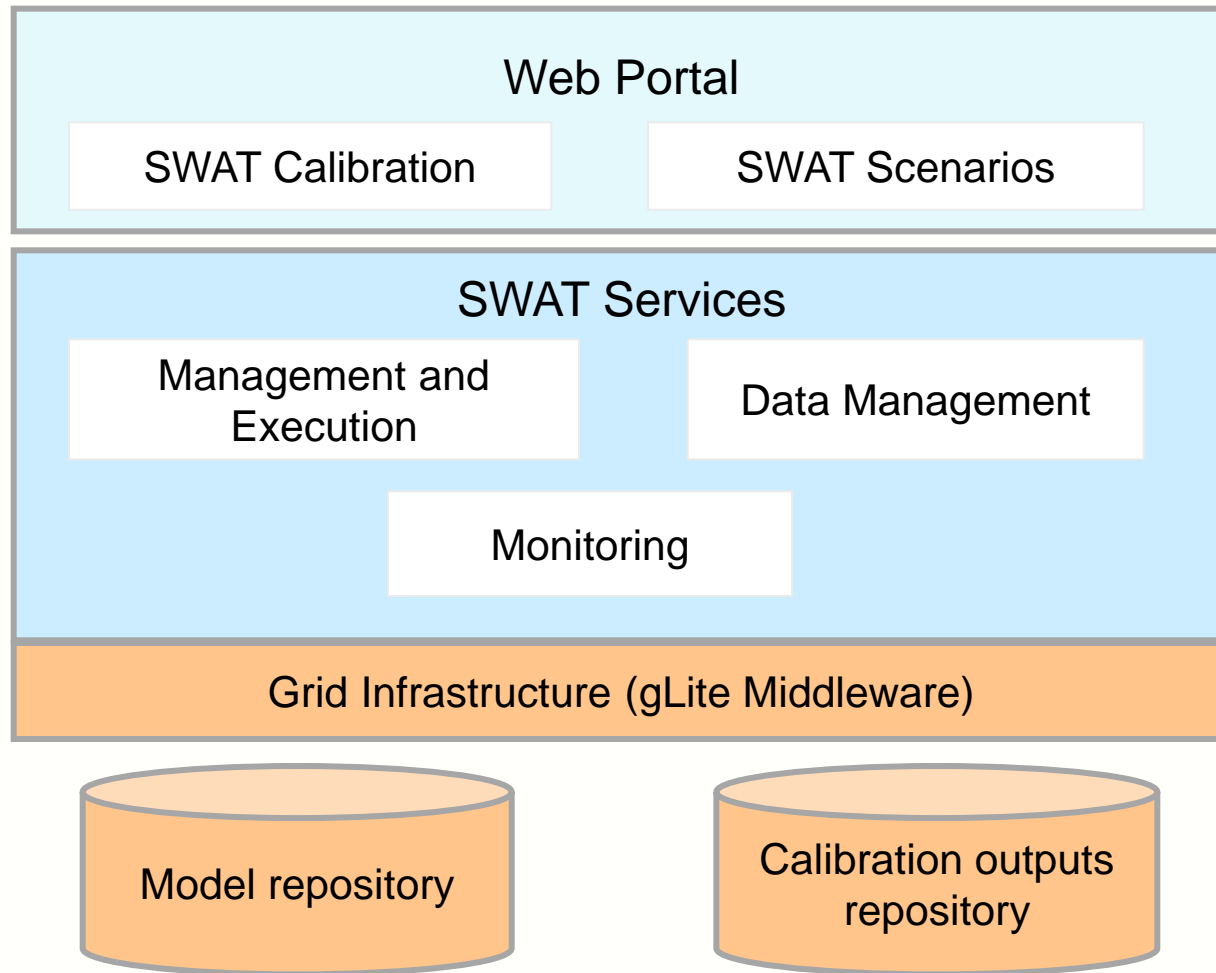 Web Portal
SWAT Calibration
SWAT Scenarios
SWAT Services
Management and
Execution
Data Management
Monitoring
Grid Infrastructure (gLite Middleware)
Model repository
Calibration outputs
repository